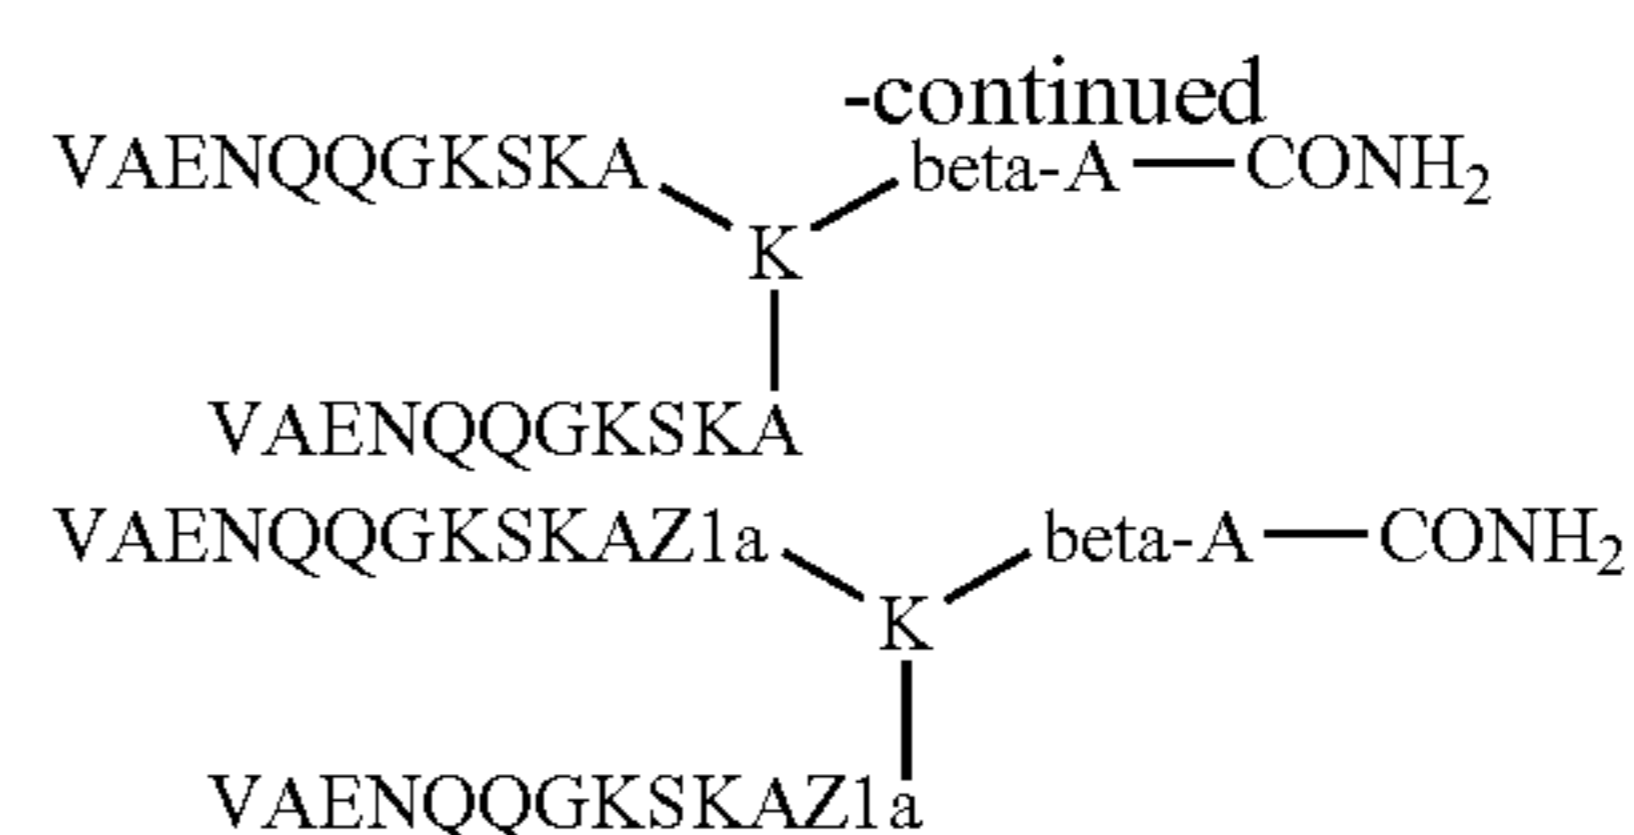 -continued
VAENQQGKSKA beta-A—CONH₂
K
VAENQQGKSKA
VAENQQGKSKAZ1a beta-A—CONH₂
K
VAENQQGKSKAZ1a